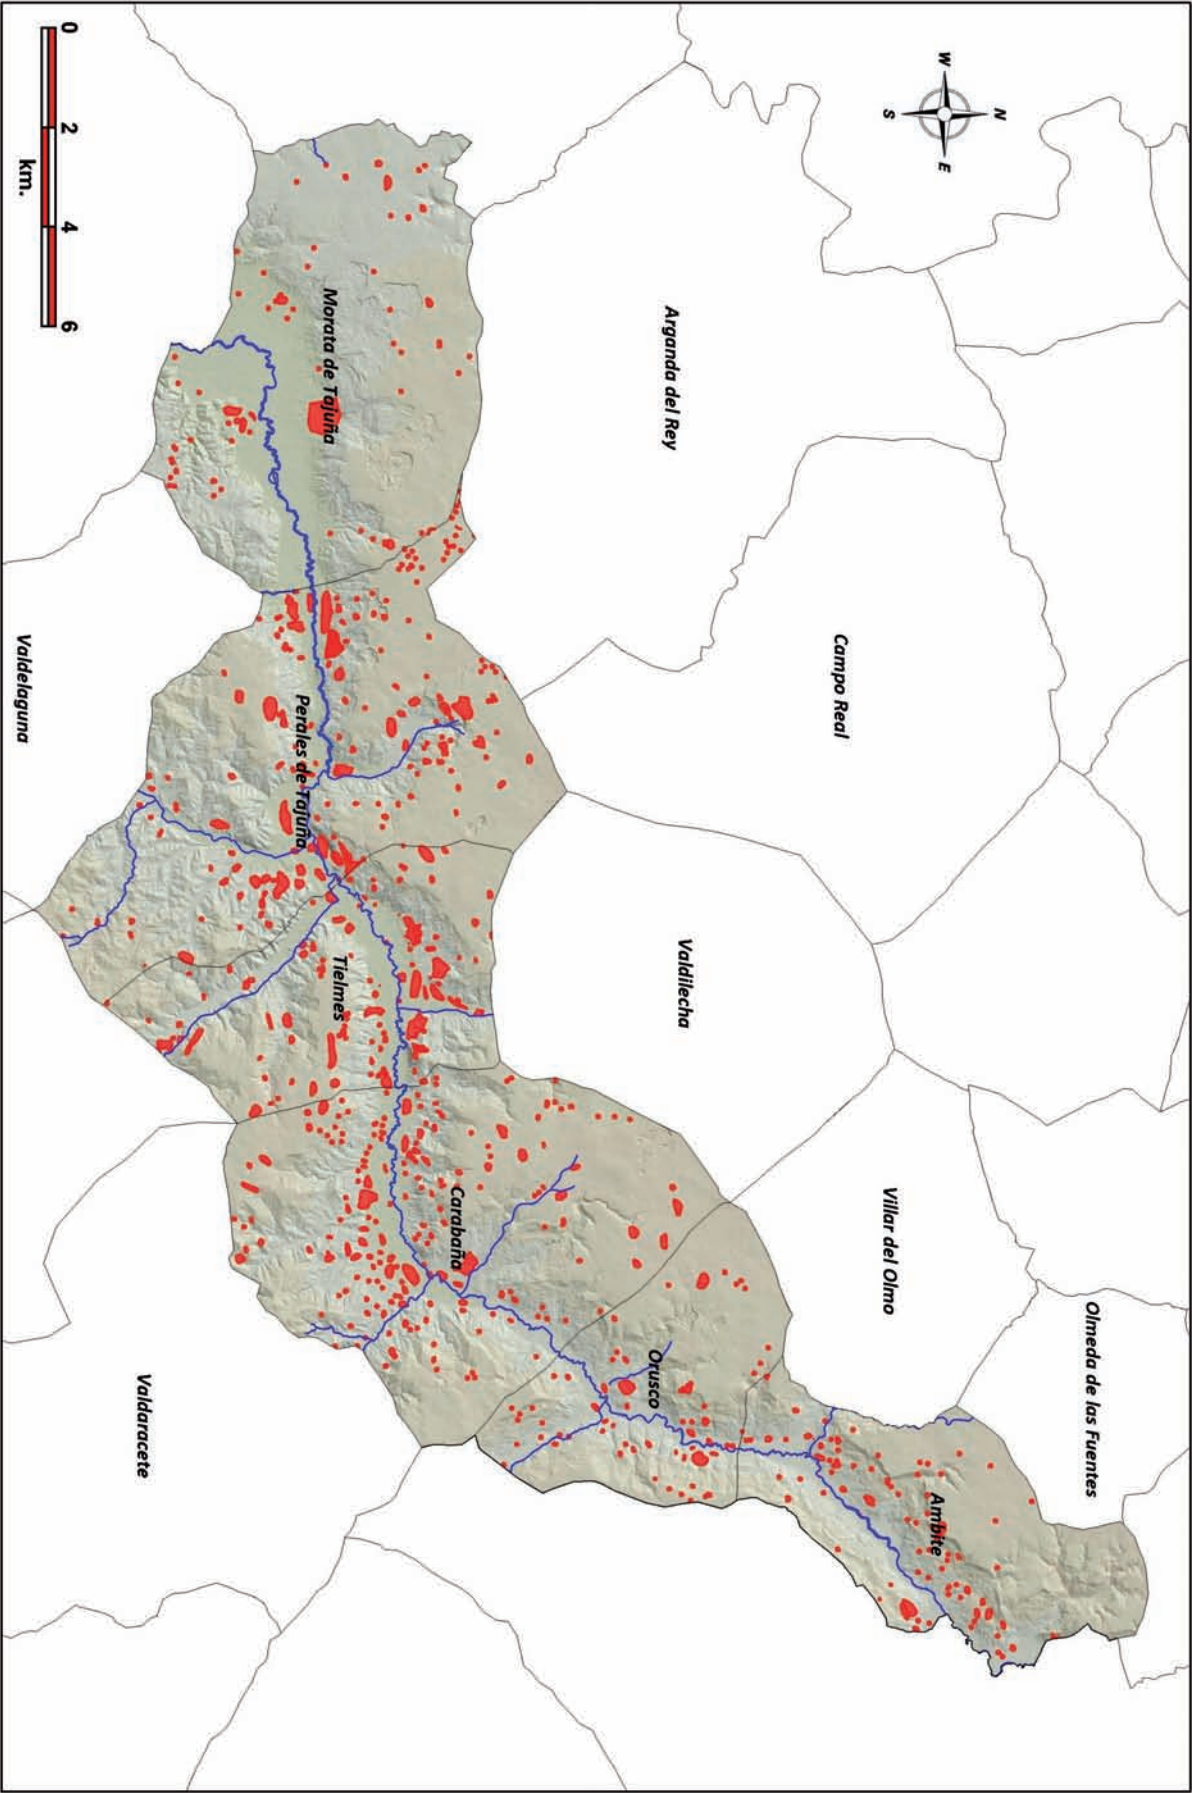 Olmeda de las Fuentes
N
W E
S
Ambite
Villar del Olmo
Campo Real
Valdilecha
Arganda del Rey
Orusco
Carabaña
Tielmes
Morata de Tajuña
Perales de Tajuña
Valdaracete
0 2 4 6
km.
Valdelaguna